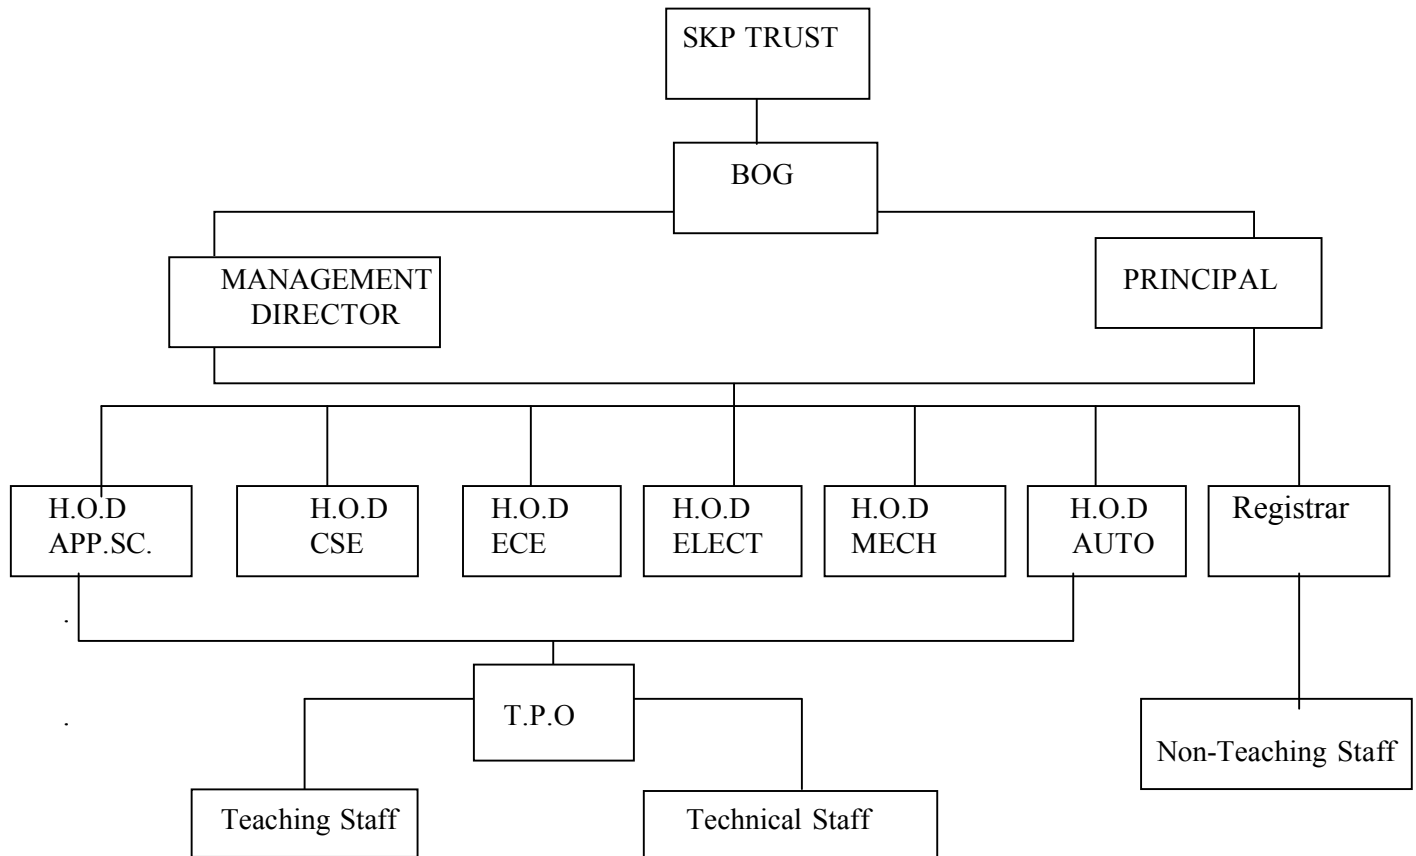 SKP TRUST
BOG
MANAGEMENT
DIRECTOR
PRINCIPAL
H.O.D
APP.SC.
H.O.D
CSE
H.O.D
ECE
H.O.D
ELECT
H.O.D
MECH
H.O.D
AUTO
Registrar
.
T.P.O
.
Non-Teaching Staff
Teaching Staff
Technical Staff